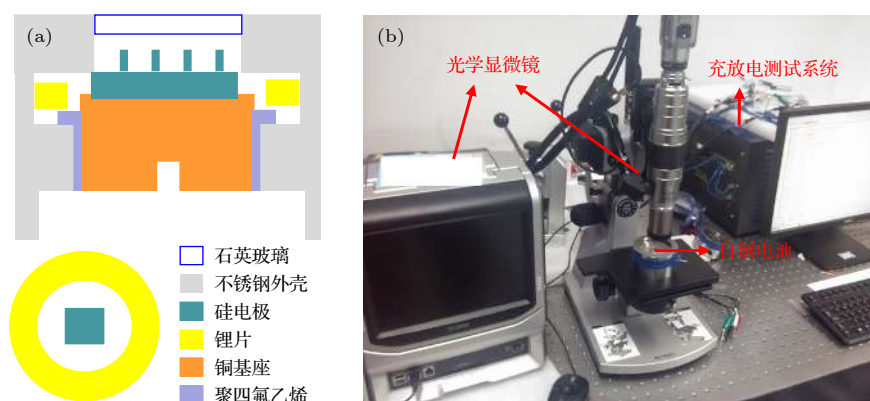 (a)
石英玻璃
不锈钢外壳
硅电极
锂片
铜基座
聚四氟乙烯
(b)
光学显微镜
充放电测试系统
自制电池